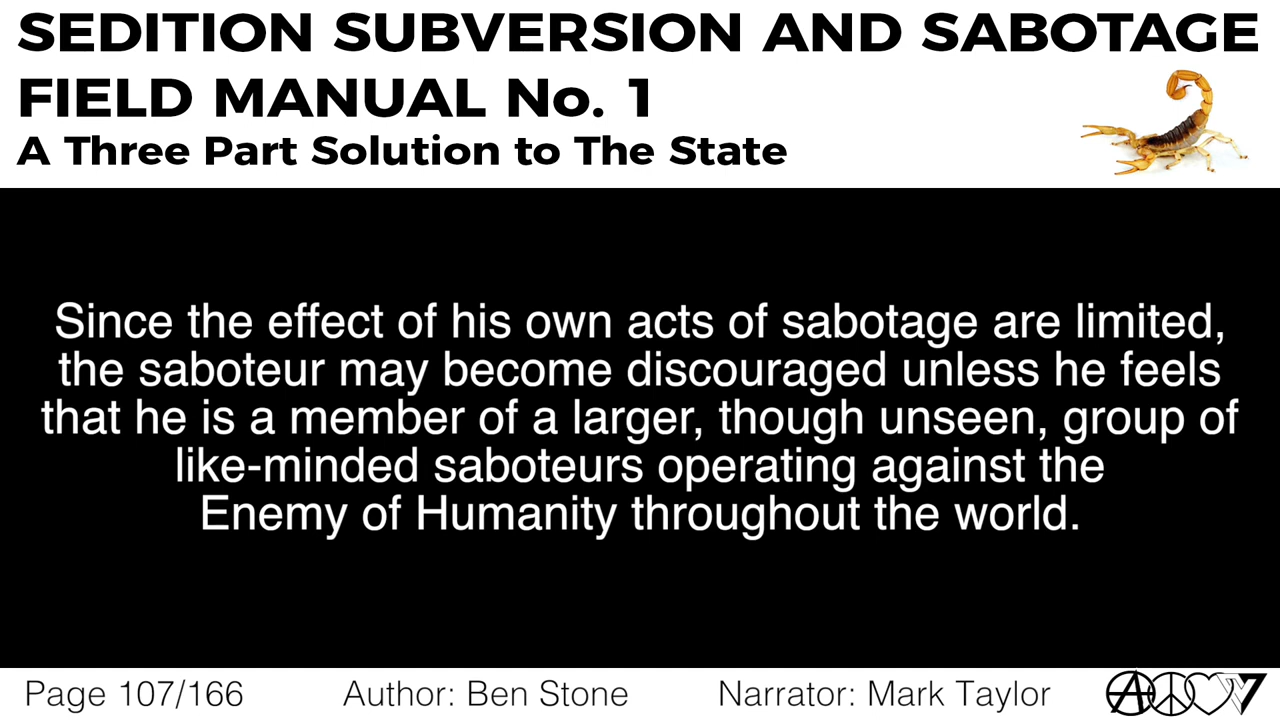 SEDITION SUBVERSION AND SABOTAGE
FIELD MANUAL No. 1
A Three Part Solution to The State
Since the effect of his own acts of sabotage are limited,
the saboteur may become discouraged unless he feels
that he is a member of a larger, though unseen, group of
like-minded saboteurs operating against the
Enemy of Humanity throughout the world.
Page 107/166 Author: Ben Stone Narrator: Mark Taylor